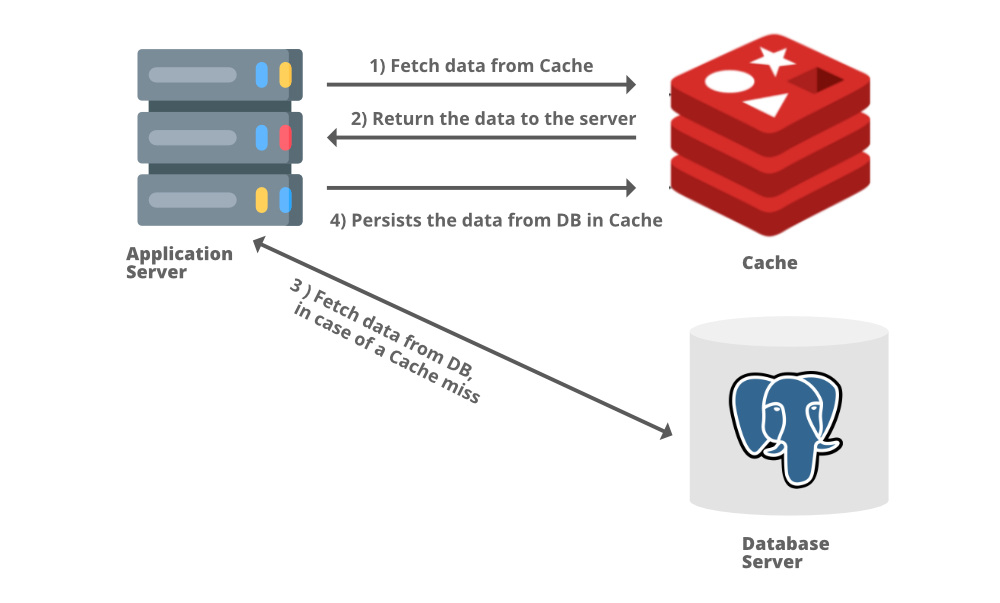 1) Fetch data from Cache
2) Return the data to the server
4) Persists the data from DB in Cache
Application
Server
Cache
3 ) Fetch data from DB,
in case of a Cache miss
Database
Server